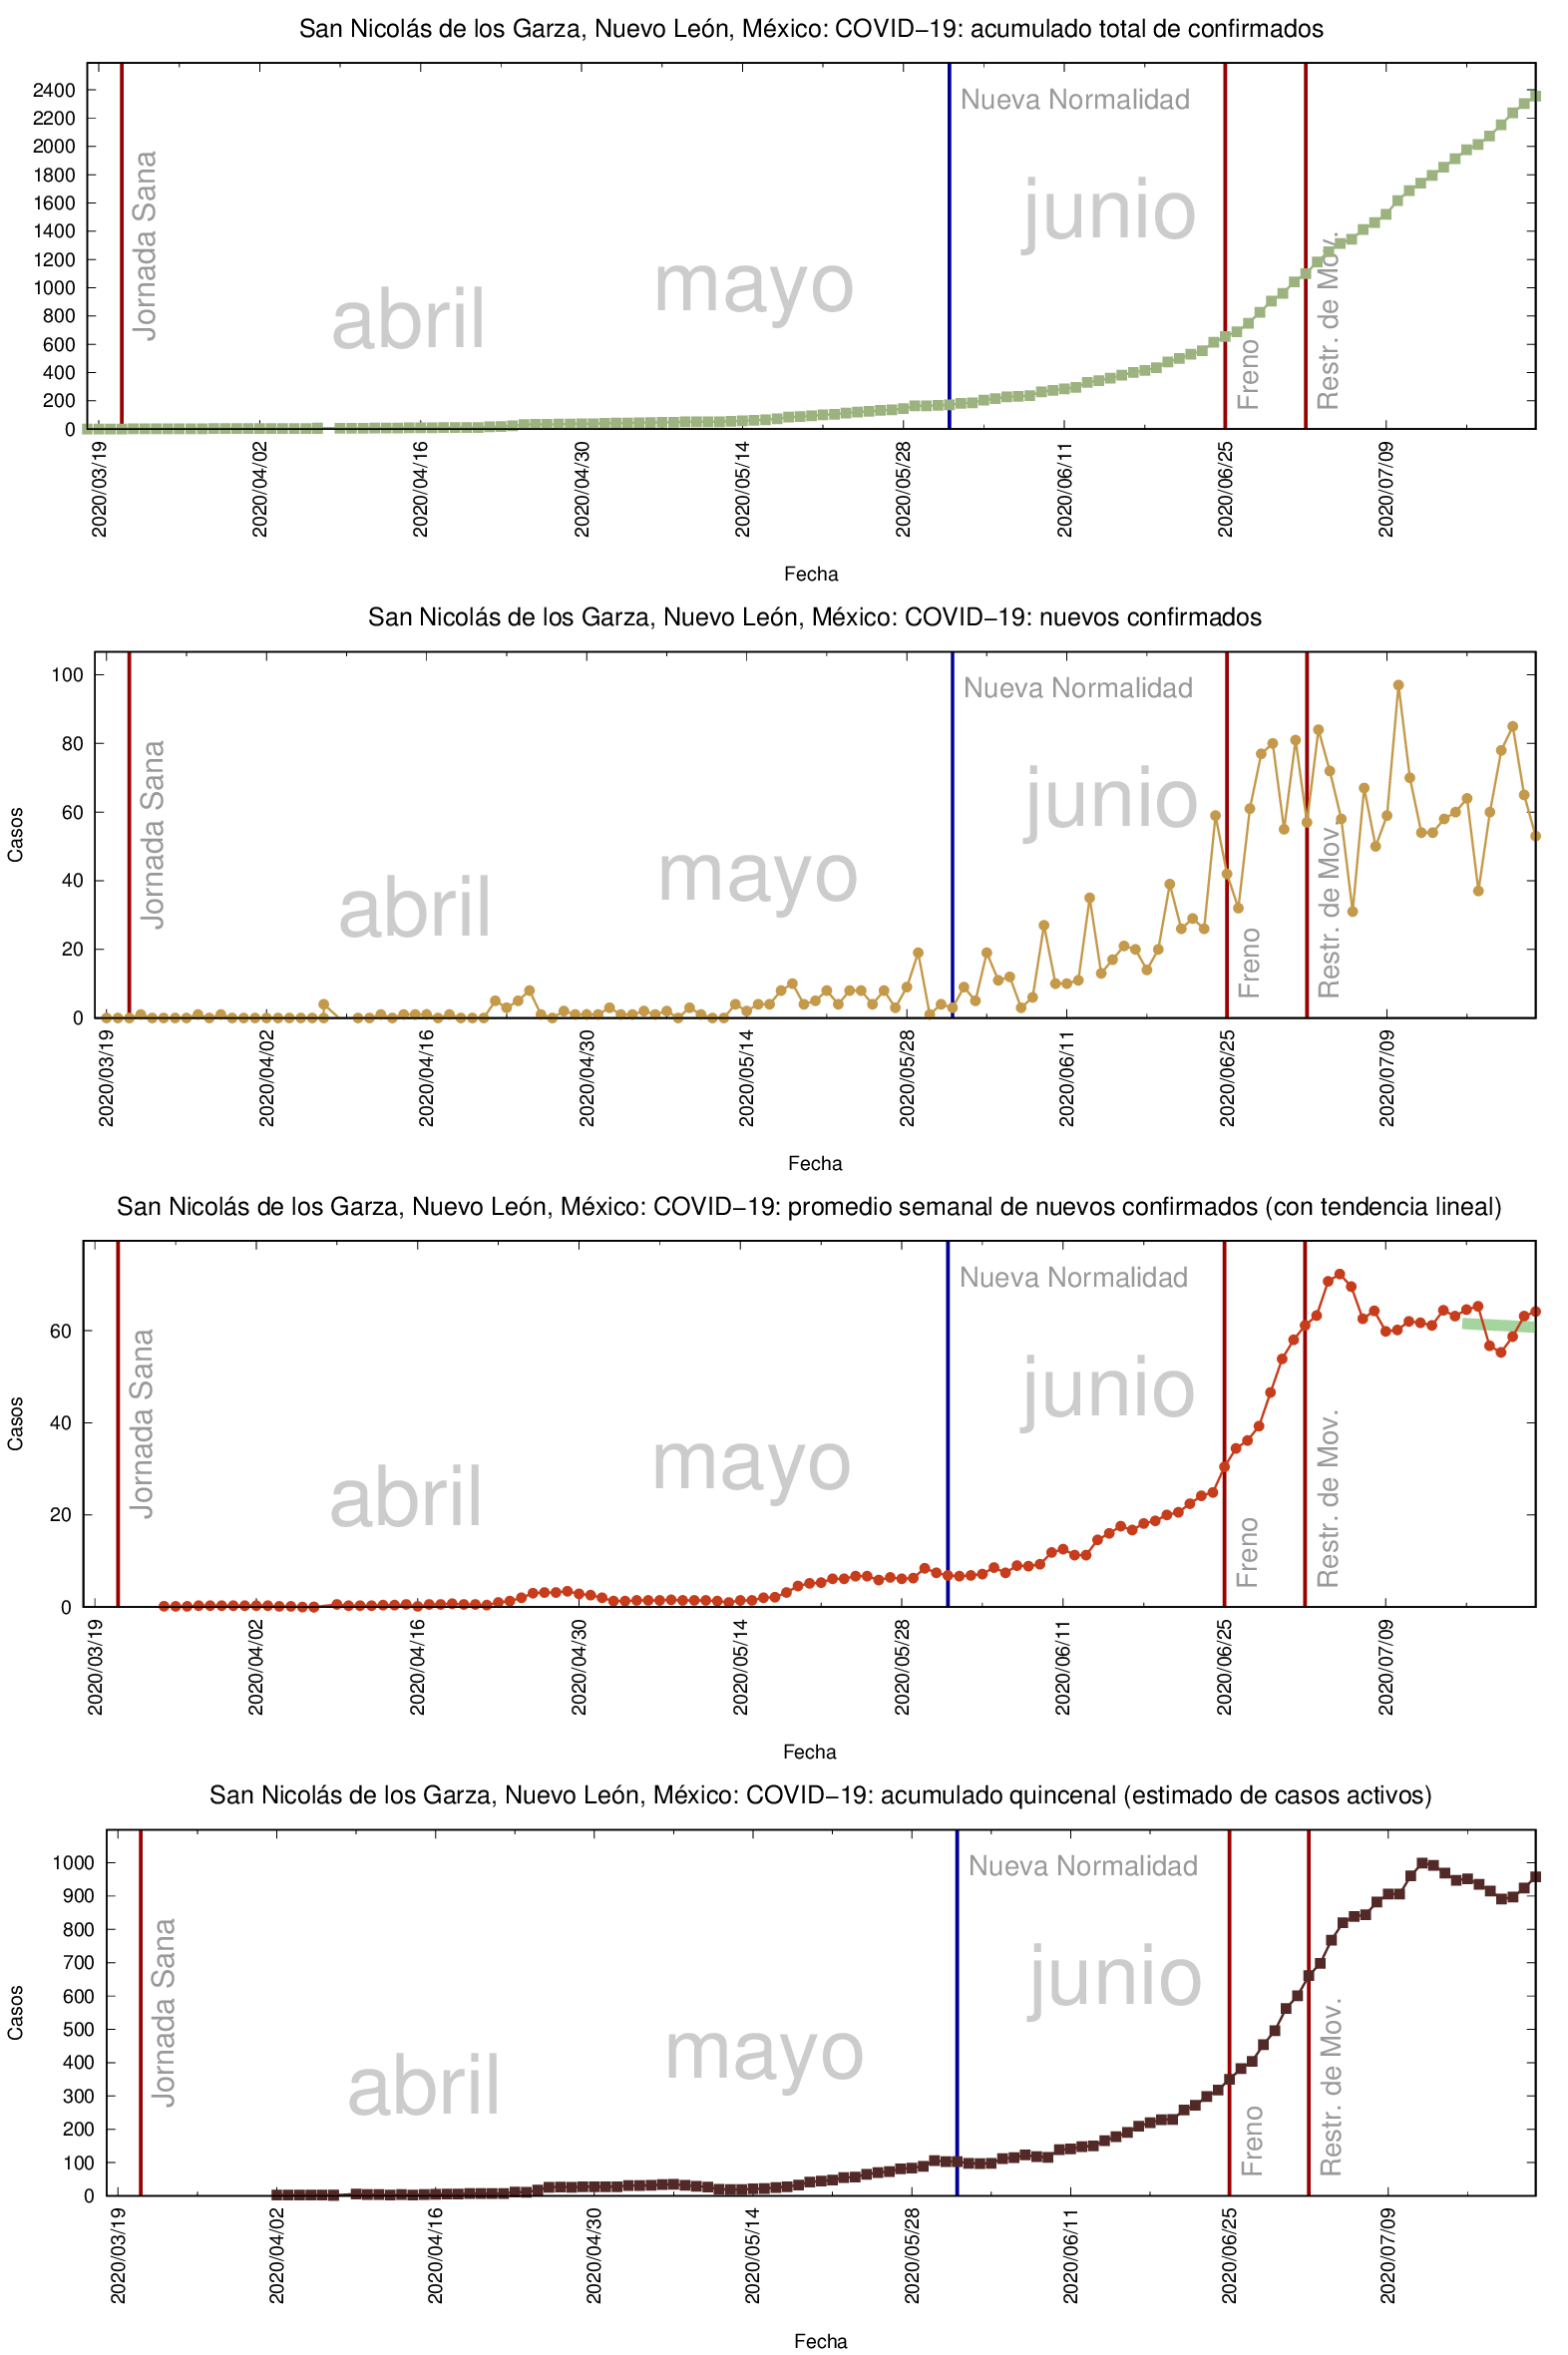 San Nicolás de los Garza, Nuevo León, México: COVID−19: acumulado total de confirmados
2400
2200
2000
1800
1600
1400
1200
1000
800
600
400
200
0
Jornada Sana
abril
mayo
Nueva Normalidad
junio
Freno
Restr. de Mov.
2020/03/19
2020/04/02
2020/04/16
2020/04/30
2020/05/14
2020/05/28
2020/06/11
2020/06/25
2020/07/09
Fecha
San Nicolás de los Garza, Nuevo León, México: COVID−19: nuevos confirmados
Casos
100
80
60
40
20
0
Jornada Sana
abril
mayo
Nueva Normalidad
junio
Freno
Restr. de Mov.
2020/03/19
2020/04/02
2020/04/16
2020/04/30
2020/05/14
2020/05/28
2020/06/11
2020/06/25
2020/07/09
Fecha
San Nicolás de los Garza, Nuevo León, México: COVID−19: promedio semanal de nuevos confirmados (con tendencia lineal)
Casos
60
40
20
0
Jornada Sana
abril
mayo
Nueva Normalidad
junio
Freno
Restr. de Mov.
2020/03/19
2020/04/02
2020/04/16
2020/04/30
2020/05/14
2020/05/28
2020/06/11
2020/06/25
2020/07/09
Fecha
San Nicolás de los Garza, Nuevo León, México: COVID−19: acumulado quincenal (estimado de casos activos)
Casos
1000
900
800
700
600
500
400
300
200
100
0
Jornada Sana
abril
mayo
Nueva Normalidad
junio
Freno
Restr. de Mov.
2020/03/19
2020/04/02
2020/04/16
2020/04/30
2020/05/14
2020/05/28
2020/06/11
2020/06/25
2020/07/09
Fecha